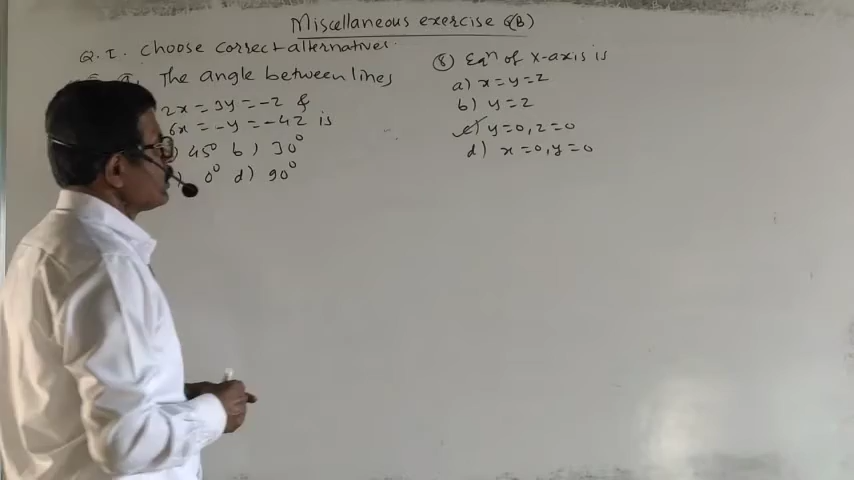 Miscellaneous exercise 6(B)
Q.I. Choose correct alternatives.
The angle between lines
2x = 3y = -z &
6x = -y = -4z is
45° b) 30°
0° d) 90°
8 Eqn of X-axis is
a) x=y=z
b) y=z
c) y=0, z=0
d) x=0, y=0